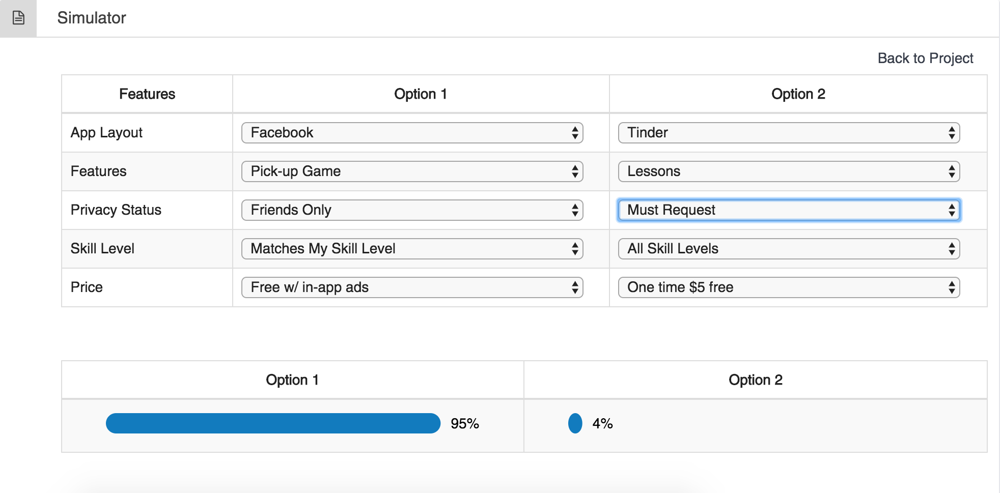 Simulator
Back to Project
Features Option 1 Option 2
App Layout Facebook Tinder
Features Pick-up Game Lessons
Privacy Status Friends Only Must Request
Skill Level Matches My Skill Level All Skill Levels
Price Free w/ in-app ads One time $5 free
Option 1 Option 2
95% 4%